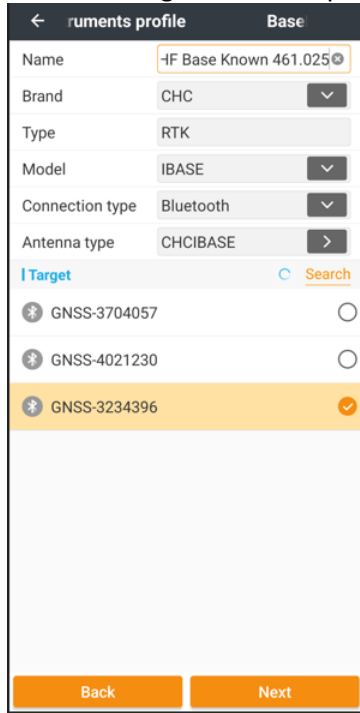 ruments profile Base
Name HF Base Known 461.025
Brand CHC
Type RTK
Model IBASE
Connection type Bluetooth
Antenna type CHCIBASE
Target Search
GNSS-3704057
GNSS-4021230
GNSS-3234396
Back Next